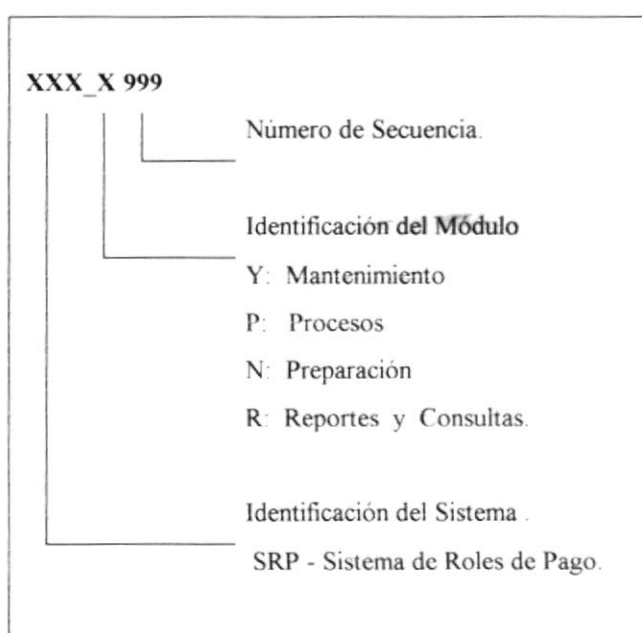 XXX_X 999
Número de Secuencia.
Identificación del Módulo
Y: Mantenimiento
P: Procesos
N: Preparación
R: Reportes y Consultas.
Identificación del Sistema .
SRP - Sistema de Roles de Pago.